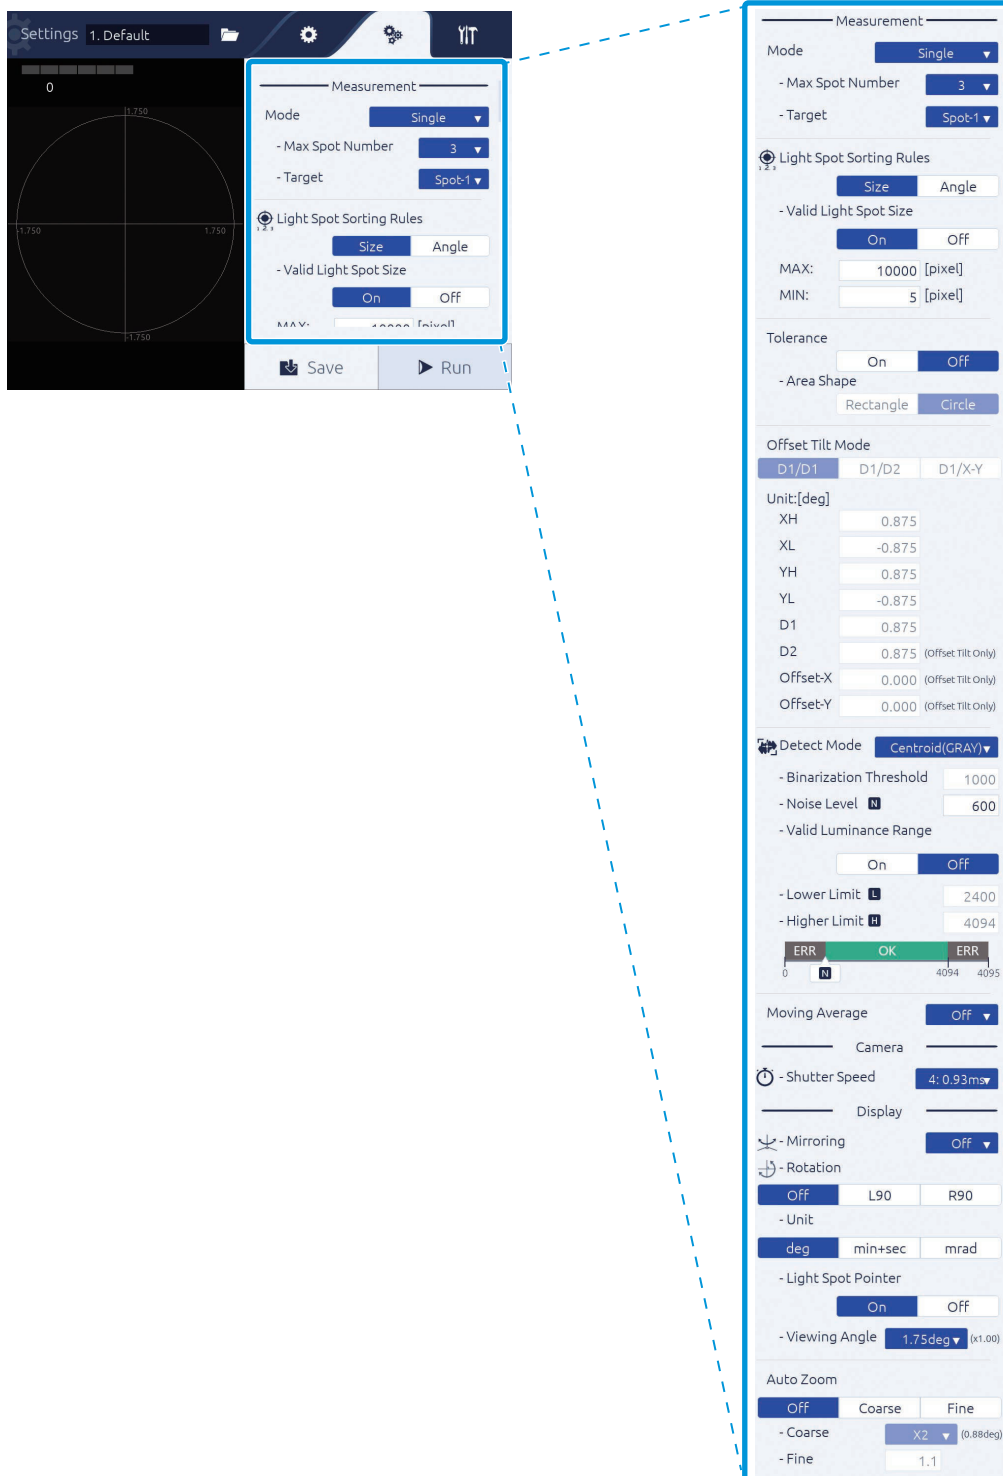 Settings 1. Default
0
1.750
-1.750 1.750
-1.750
Measurement
Mode Single
- Max Spot Number 3
- Target Spot-1
1 2 3
Light Spot Sorting Rules
Size Angle
- Valid Light Spot Size
On Off
MAX: 10000 [pixel]
Save Run
Measurement
Mode Single
- Max Spot Number 3
- Target Spot-1
1 2 3
Light Spot Sorting Rules
Size Angle
- Valid Light Spot Size
On Off
MAX: 10000 [pixel]
MIN: 5 [pixel]
Tolerance
On Off
- Area Shape
Rectangle Circle
Offset Tilt Mode
D1/D1 D1/D2 D1/X-Y
Unit:[deg]
XH 0.875
XL -0.875
YH 0.875
YL -0.875
D1 0.875
D2 0.875 (Offset Tilt Only)
Offset-X 0.000 (Offset Tilt Only)
Offset-Y 0.000 (Offset Tilt Only)
Detect Mode Centroid(GRAY)
- Binarization Threshold 1000
- Noise Level N 600
- Valid Luminance Range
On Off
- Lower Limit L 2400
- Higher Limit H 4094
ERR OK ERR
0 N 4094 4095
Moving Average Off
Camera
- Shutter Speed 4: 0.93ms
Display
- Mirroring Off
- Rotation
Off L90 R90
- Unit
deg min+sec mrad
- Light Spot Pointer
On Off
- Viewing Angle 1.75deg (x1.00)
Auto Zoom
Off Coarse Fine
- Coarse X2 (0.88deg)
- Fine 1.1